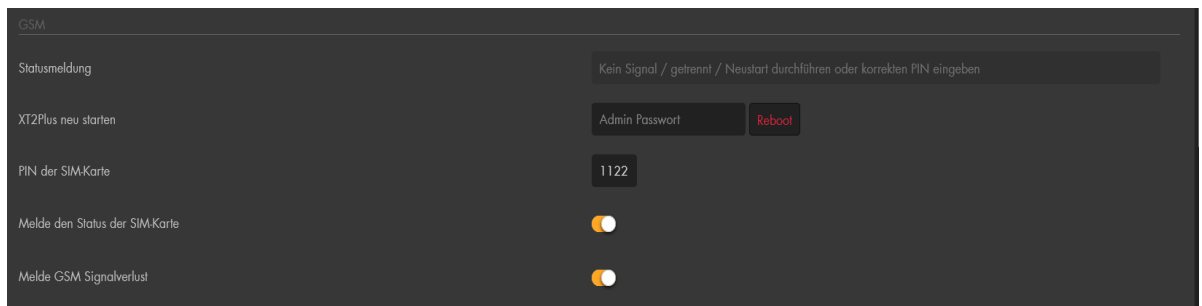 GSM
Statusmeldung
Kein Signal / getrennt / Neustart durchführen oder korrekten PIN eingeben
XT2Plus neu starten
Admin Passwort
Reboot
PIN der SIM-Karte
1122
Melde den Status der SIM-Karte
Melde GSM Signalverlust